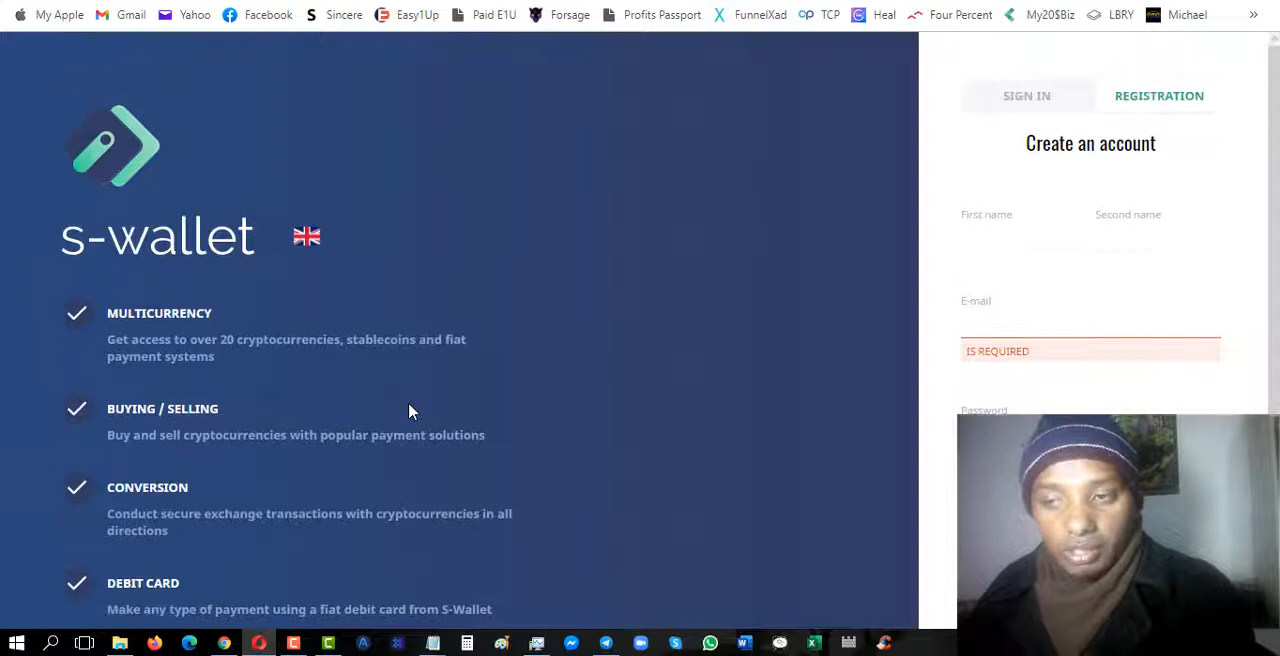 My Apple Gmail Yahoo Facebook S Sincere Easy1Up Paid E1U Forsage Profits Passport X FunnelXad CP TCP Heal Four Percent My20$Biz LBRY Michael »
SIGN IN REGISTRATION
Create an account
First name Second name
s-wallet
E-mail
MULTICURRENCY
Get access to over 20 cryptocurrencies, stablecoins and fiat
payment systems
IS REQUIRED
BUYING / SELLING
Password
Buy and sell cryptocurrencies with popular payment solutions
CONVERSION
Conduct secure exchange transactions with cryptocurrencies in all
directions
DEBIT CARD
Make any type of payment using a fiat debit card from S-Wallet